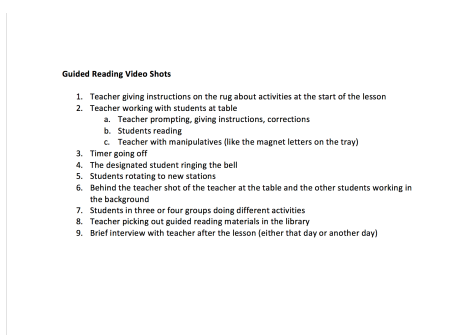 Guided Reading Video Shots
1. Teacher giving instructions on the rug about activities at the start of the lesson
2. Teacher working with students at table
a. Teacher prompting, giving instructions, corrections
b. Students reading
c. Teacher with manipulatives (like the magnet letters on the tray)
3. Timer going off
4. The designated student ringing the bell
5. Students rotating to new stations
6. Behind the teacher shot of the teacher at the table and the other students working in
the background
7. Students in three or four groups doing different activities
8. Teacher picking out guided reading materials in the library
9. Brief interview with teacher after the lesson (either that day or another day)